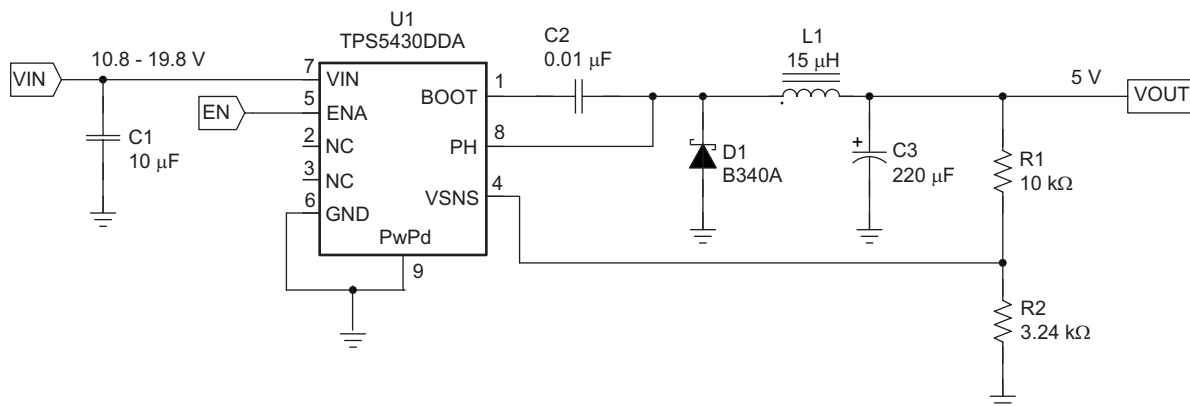 U1
TPS5430DDA
VIN
10.8 - 19.8 V
EN
C1
10 μF
7
VIN
5
ENA
2
NC
3
NC
6
GND
PwPd
9
BOOT
1
PH
8
VSNS
4
C2
0.01 μF
L1
15 μH
D1
B340A
+
C3
220 μF
5 V
VOUT
R1
10 kΩ
R2
3.24 kΩ